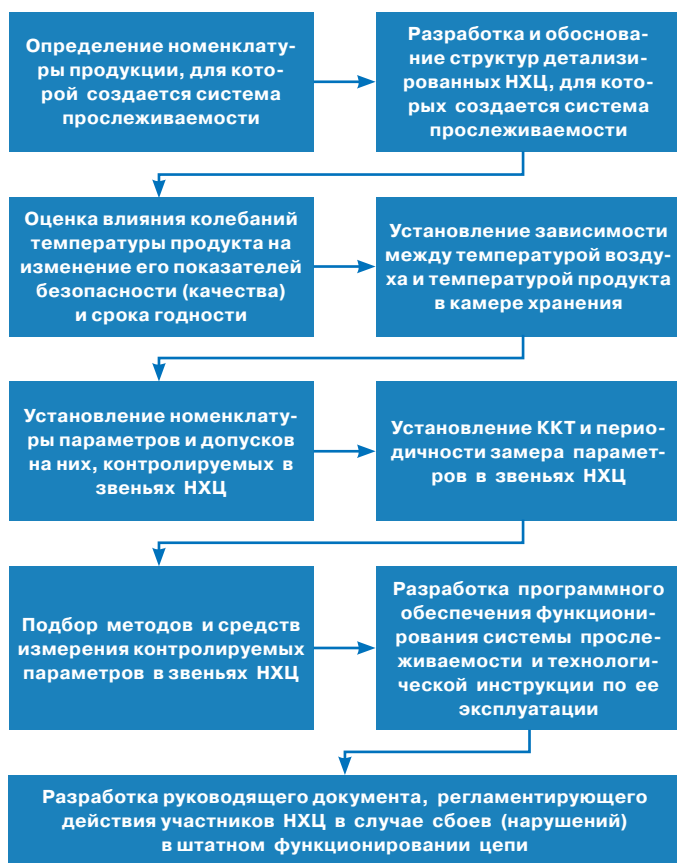 Определение номенклату-
ры продукции, для кото-
рой создается система
прослеживаемости
Разработка и обоснова-
ние структур детализи-
рованных НХЦ, для кото-
рых создается система
прослеживаемости
Оценка влияния колебаний
температуры продукта на
изменение его показателей
безопасности (качества)
и срока годности
Установление зависимости
между температурой возду-
ха и температурой продукта
в камере хранения
Установление номенклату-
ры параметров и допусков
на них, контролируемых в
звеньях НХЦ
Установление ККТ и перио-
дичности замера парамет-
ров в звеньях НХЦ
Подбор методов и средств
измерения контролируемых
параметров в звеньях НХЦ
Разработка программного
обеспечения функциони-
рования системы просле-
живаемости и технологи-
ческой инструкции по ее
эксплуатации
Разработка руководящего документа, регламентирующего
действия участников НХЦ в случае сбоев (нарушений)
в штатном функционировании цепи